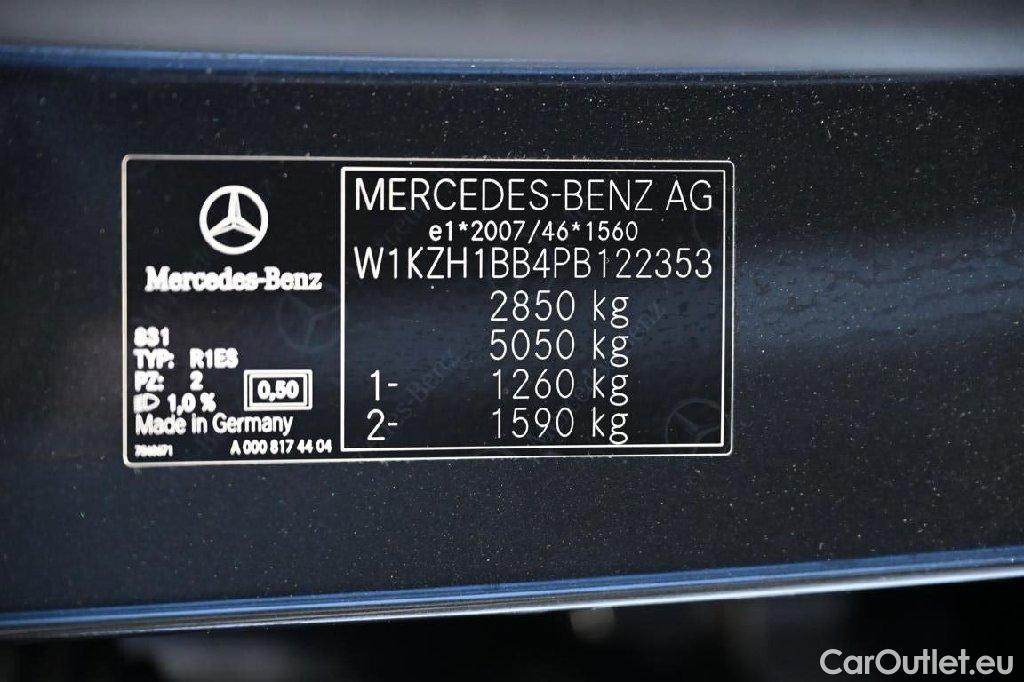 Mercedes-Benz
831
TYP: R1ES
PZ: 2
1,0 %
0,50
Made in Germany
A 000 817 44 04
MERCEDES-BENZ AG
e1*2007/46*1560
W1KZH1BB4PB122353
2850 kg
5050 kg
1- 1260 kg
2- 1590 kg
CarOutlet.eu